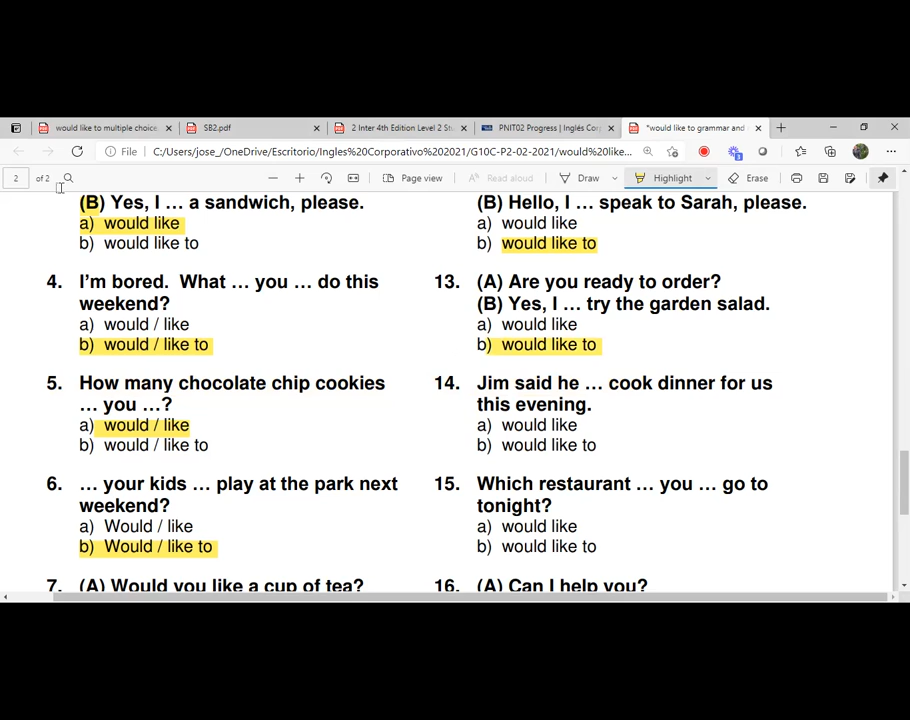 would like to multiple choice
SB2.pdf
2 Inter 4th Edition Level 2 Stu
PNIT02 Progress | Inglés Corp
*would like to grammar and
File
C:/Users/jose_/OneDrive/Escritorio/Ingles%20Corporativo%202021/G10C-P2-02-2021/would%20like...
2 of 2
Page view
Read aloud
Draw
Highlight
Erase
(B) Yes, I ... a sandwich, please.
a) would like
b) would like to
4. I'm bored. What ... you ... do this
weekend?
a) would / like
b) would / like to
5. How many chocolate chip cookies
... you ...?
a) would / like
b) would / like to
6. ... your kids ... play at the park next
weekend?
a) Would / like
b) Would / like to
7. (A) Would you like a cup of tea?
(B) Hello, I ... speak to Sarah, please.
a) would like
b) would like to
13. (A) Are you ready to order?
(B) Yes, I ... try the garden salad.
a) would like
b) would like to
14. Jim said he ... cook dinner for us
this evening.
a) would like
b) would like to
15. Which restaurant ... you ... go to
tonight?
a) would like
b) would like to
16. (A) Can I help you?